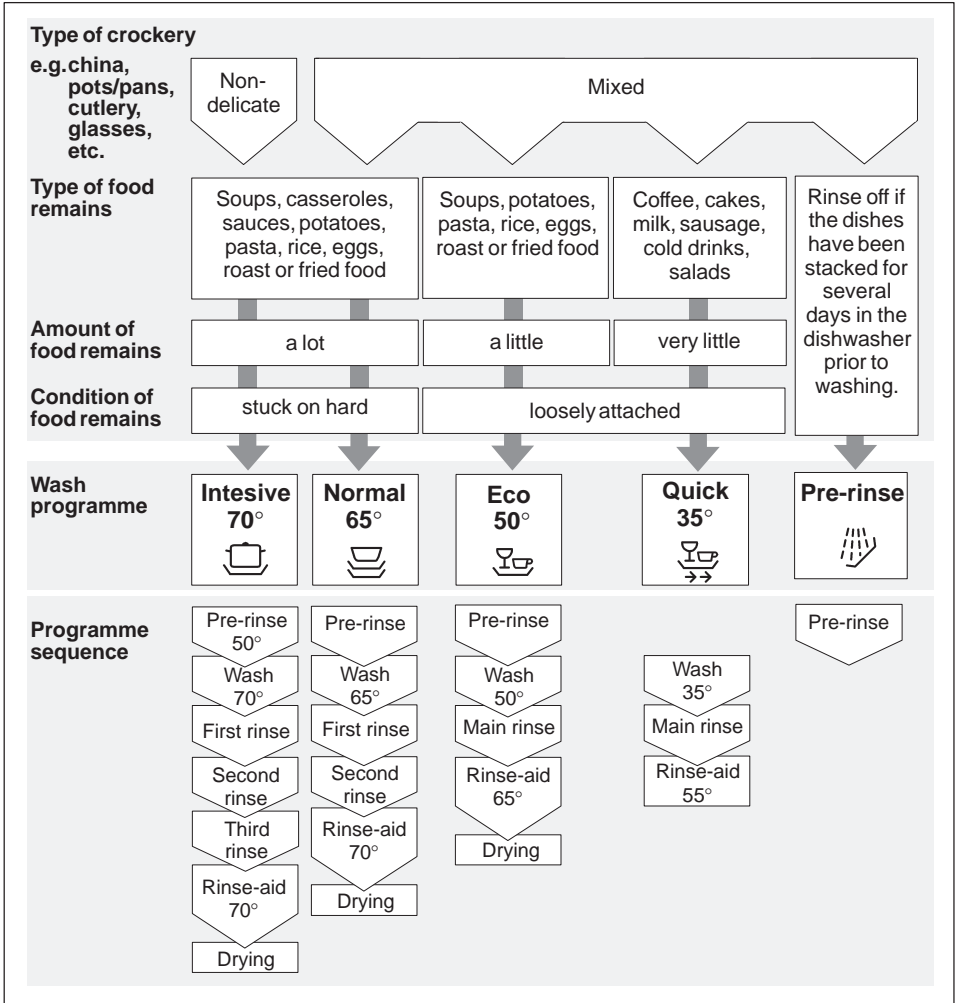 Type of crockery
e.g. china,
pots/pans,
cutlery,
glasses,
etc.
Non-
delicate
Mixed
Type of food
remains
Soups, casseroles,
sauces, potatoes,
pasta, rice, eggs,
roast or fried food
Soups, potatoes,
pasta, rice, eggs,
roast or fried food
Coffee, cakes,
milk, sausage,
cold drinks,
salads
Rinse off if
the dishes
have been
stacked for
several
days in the
dishwasher
prior to
washing.
Amount of
food remains
a lot
a little
very little
Condition of
food remains
stuck on hard
loosely attached
Wash
programme
Intesive
70°
Normal
65°
Eco
50°
Quick
35°
Pre-rinse
Programme
sequence
Pre-rinse
50°
Wash
70°
First rinse
Second
rinse
Third
rinse
Rinse-aid
70°
Drying
Pre-rinse
Wash
65°
First rinse
Second
rinse
Rinse-aid
70°
Drying
Pre-rinse
Wash
50°
Main rinse
Rinse-aid
65°
Drying
Wash
35°
Main rinse
Rinse-aid
55°
Pre-rinse